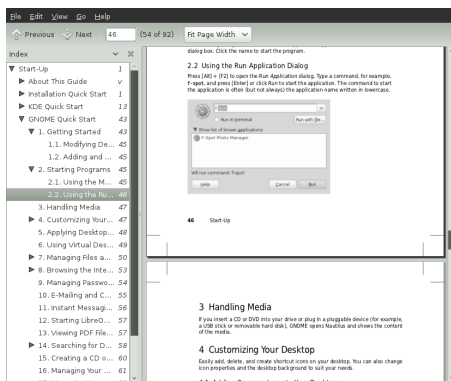 File Edit View Go Help
Previous Next 46 (54 of 92) Fit Page Width
Index
Start-Up 1
About This Guide v
Installation Quick Start 1
KDE Quick Start 13
GNOME Quick Start 43
1. Getting Started 43
1.1. Modifying De... 45
1.2. Adding and ... 45
2. Starting Programs 45
2.1. Using the M... 45
2.2. Using the Ru... 46
3. Handling Media 47
4. Customizing Your... 47
5. Applying Desktop... 48
6. Using Virtual Des... 49
7. Managing Files a... 50
8. Browsing the Inte... 53
9. Managing Passwo... 54
10. E-Mailing and C... 55
11. Instant Messagi... 56
12. Starting LibreO... 57
13. Viewing PDF File... 57
14. Searching for D... 58
15. Creating a CD o... 60
16. Managing Your ... 61
dialog box. Click the name to start the program.
2.2 Using the Run Application Dialog
Press [Alt] + [F2] to open the Run Application dialog. Type a command, for example,
f-spot, and press [Enter] or click Run to start the application. The command to start
the application is often (but not always) the application name written in lowercase.
Run in terminal Run with file...
Show list of known applications
F-Spot Photo Manager
Will run command: 'f-spot'
Help Cancel Run
46 Start-Up
3 Handling Media
If you insert a CD or DVD into your drive or plug in a pluggable device (for example,
a USB stick or removable hard disk), GNOME opens Nautilus and shows the content
of the media.
4 Customizing Your Desktop
Easily add, delete, and create shortcut icons on your desktop. You can also change
icon properties and the desktop background to suit your needs.